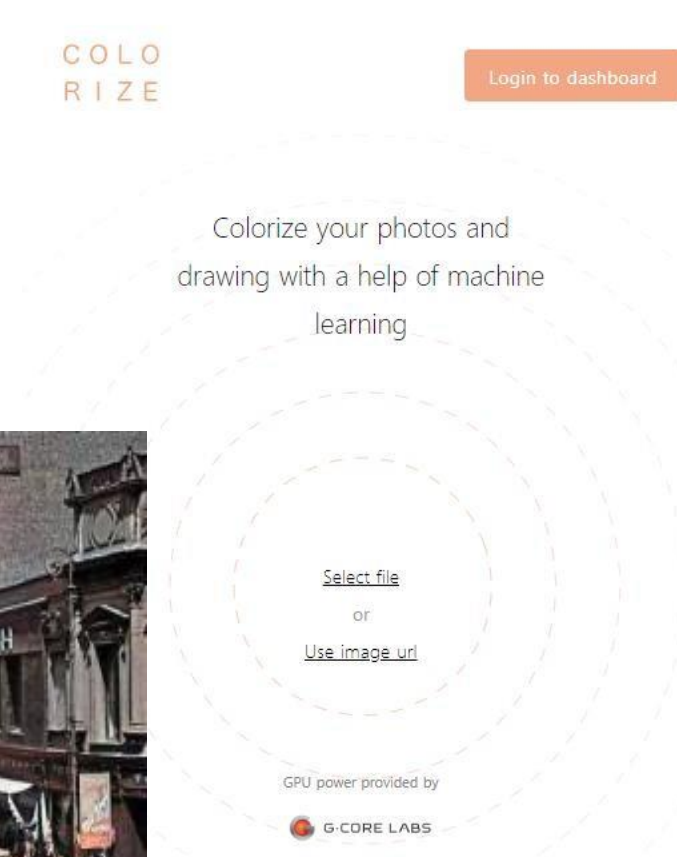 COLO
RIZE
Login to dashboard
Colorize your photos and
drawing with a help of machine
learning
Select file
or
Use image url
H
GPU power provided by
G·CORE LABS